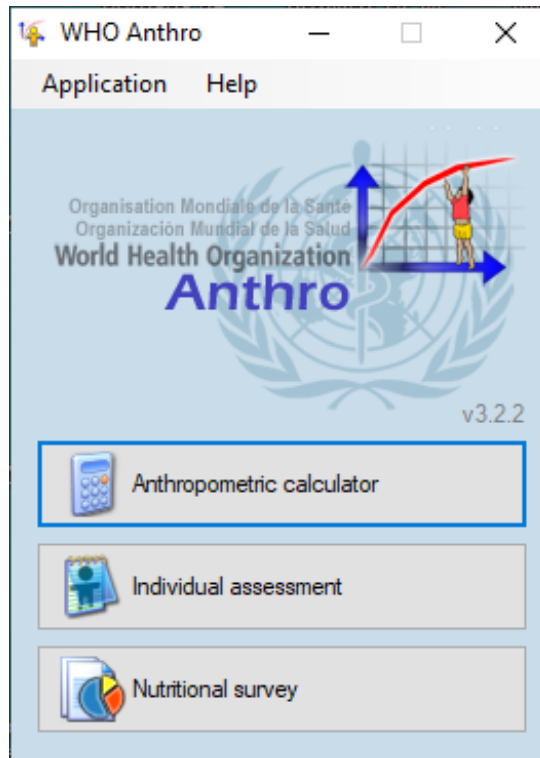 WHO Anthro
Application Help
Organisation Mondiale de la Santé
Organización Mundial de la Salud
World Health Organization
Anthro
v3.2.2
Anthropometric calculator
Individual assessment
Nutritional survey